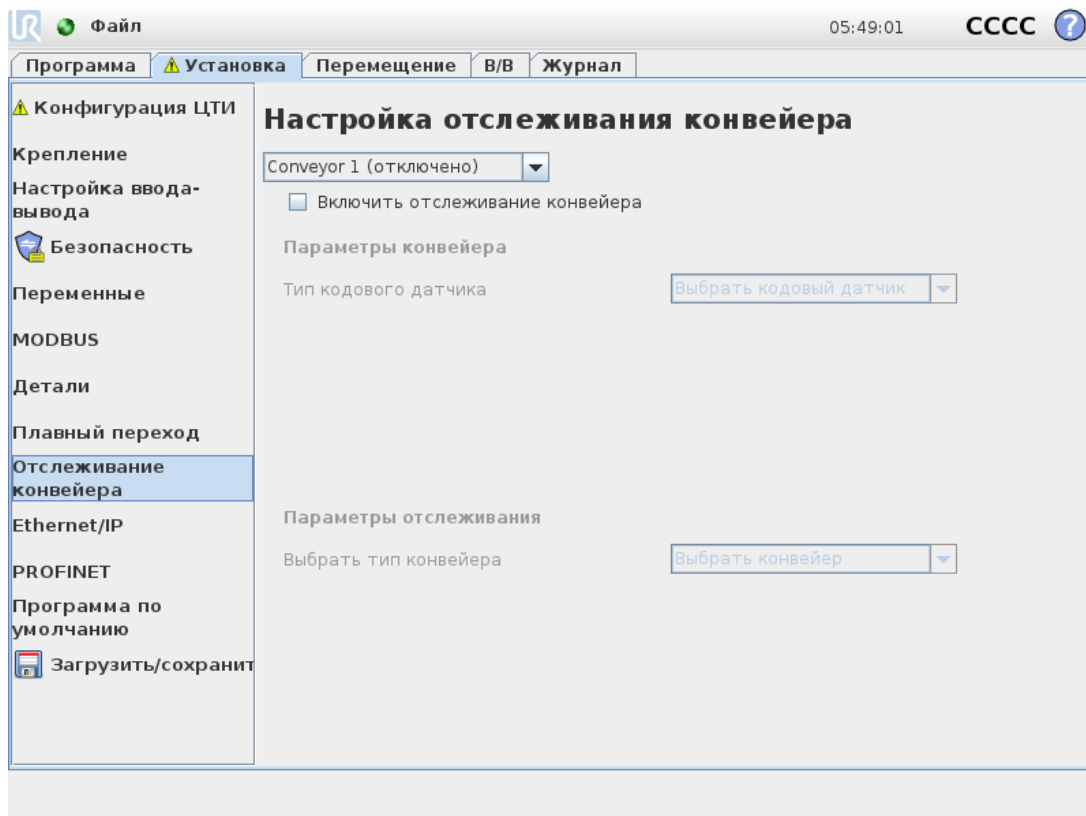 UR
Файл
05:49:01
CCCC
?
Программа
Установка
Перемещение
В/В
Журнал
Конфигурация ЦТИ
Крепление
Настройка ввода-
вывода
Безопасность
Переменные
MODBUS
Детали
Плавный переход
Отслеживание
конвейера
Ethernet/IP
PROFINET
Программа по
умолчанию
Загрузить/сохранит
Настройка отслеживания конвейера
Conveyor 1 (отключено)
Включить отслеживание конвейера
Параметры конвейера
Тип кодового датчика
Выбрать кодовый датчик
Параметры отслеживания
Выбрать тип конвейера
Выбрать конвейер